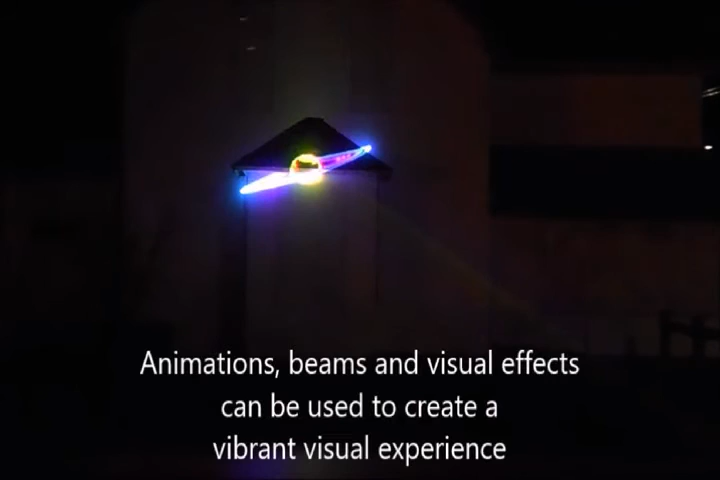 Animations, beams and visual effects
can be used to create a
vibrant visual experience